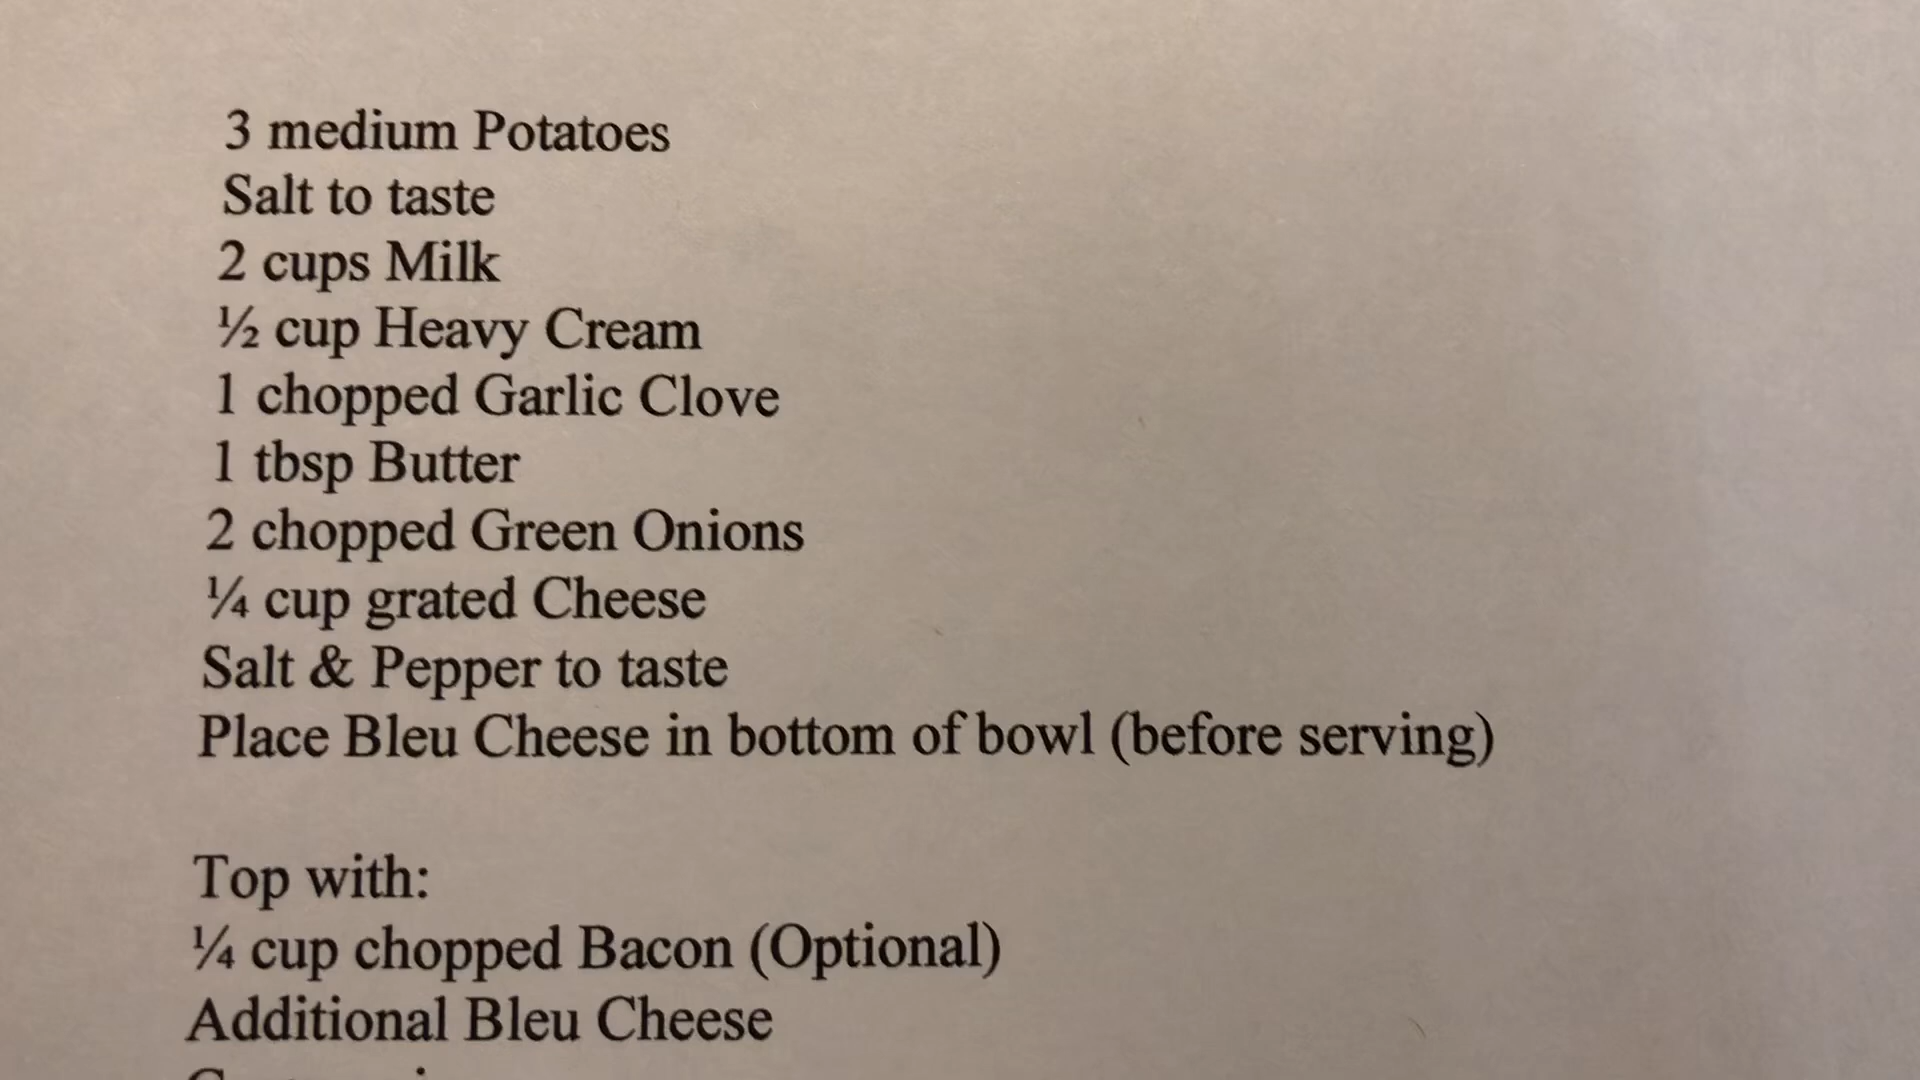 3 medium Potatoes
Salt to taste
2 cups Milk
½ cup Heavy Cream
1 chopped Garlic Clove
1 tbsp Butter
2 chopped Green Onions
¼ cup grated Cheese
Salt & Pepper to taste
Place Bleu Cheese in bottom of bowl (before serving)
Top with:
¼ cup chopped Bacon (Optional)
Additional Bleu Cheese